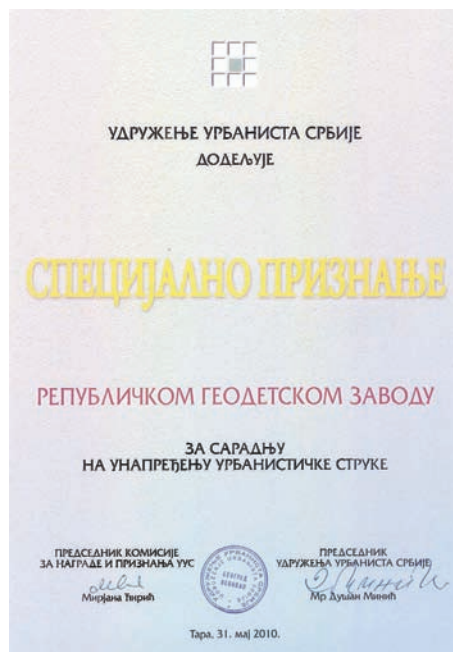 УДРУЖЕЊЕ УРБАНИСТА СРБИЈЕ
ДОДЕЉУЈЕ
СПЕЦИЈАЛНО ПРИЗНАЊЕ
РЕПУБЛИЧКОМ ГЕОДЕТСКОМ ЗАВОДУ
ЗА САРАДЊУ
НА УНАПРЕЂЕЊУ УРБАНИСТИЧКЕ СТРУКЕ
ПРЕДСЕДНИК КОМИСИЈЕ
ЗА НАГРАДЕ И ПРИЗНАЊА УУС
Мирјана Ћирић
ПРЕДСЕДНИК
УДРУЖЕЊА УРБАНИСТА СРБИЈЕ
Мр Душан Минић
Тара, 31. мај 2010.